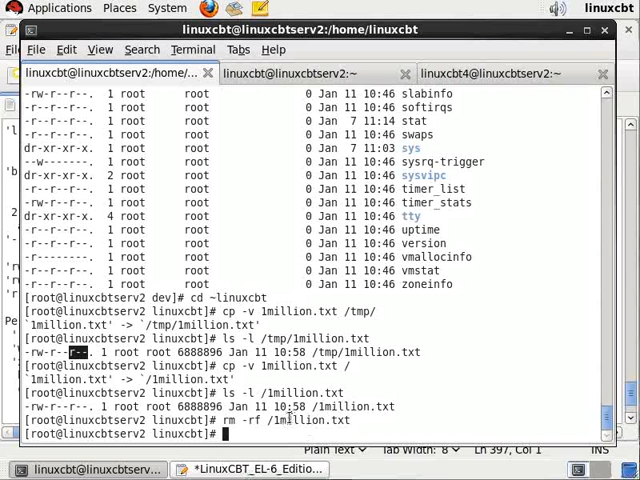 Applications Places System linuxcbt
linuxcbt@linuxcbtserv2:/home/linuxcbt
File Edit View Search Terminal Tabs Help
linuxcbt@linuxcbtserv2:/home/... linuxcbt@linuxcbtserv2:~ linuxcbt4@linuxcbtserv2:~
-rw-r--r--. 1 root root 0 Jan 11 10:46 slabinfo
-r--r--r--. 1 root root 0 Jan 11 10:46 softirqs
-r--r--r--. 1 root root 0 Jan 7 11:14 stat
-r--r--r--. 1 root root 0 Jan 11 10:46 swaps
dr-xr-xr-x. 1 root root 0 Jan 7 11:03 sys
--w-------. 1 root root 0 Jan 11 10:46 sysrq-trigger
dr-xr-xr-x. 2 root root 0 Jan 11 10:46 sysvipc
-r--r--r--. 1 root root 0 Jan 11 10:46 timer_list
-rw-r--r--. 1 root root 0 Jan 11 10:46 timer_stats
dr-xr-xr-x. 4 root root 0 Jan 11 10:46 tty
-r--r--r--. 1 root root 0 Jan 11 10:46 uptime
-r--r--r--. 1 root root 0 Jan 11 10:46 version
-r--------. 1 root root 0 Jan 11 10:46 vmallocinfo
-r--r--r--. 1 root root 0 Jan 11 10:46 vmstat
-r--r--r--. 1 root root 0 Jan 11 10:46 zoneinfo
[root@linuxcbtserv2 dev]# cd ~linuxcbt
[root@linuxcbtserv2 linuxcbt]# cp -v 1million.txt /tmp/
`1million.txt' -> `/tmp/1million.txt'
[root@linuxcbtserv2 linuxcbt]# ls -l /tmp/1million.txt
-rw-r--r--. 1 root root 6888896 Jan 11 10:58 /tmp/1million.txt
[root@linuxcbtserv2 linuxcbt]# cp -v 1million.txt /
`1million.txt' -> `/1million.txt'
[root@linuxcbtserv2 linuxcbt]# ls -l /1million.txt
-rw-r--r--. 1 root root 6888896 Jan 11 10:58 /1million.txt
[root@linuxcbtserv2 linuxcbt]# rm -rf /1million.txt
[root@linuxcbtserv2 linuxcbt]#
Plain Text Tab Width: 8 Ln 397, Col 1 INS
linuxcbt@linuxcbtserv... *LinuxCBT_EL-6_Editio...